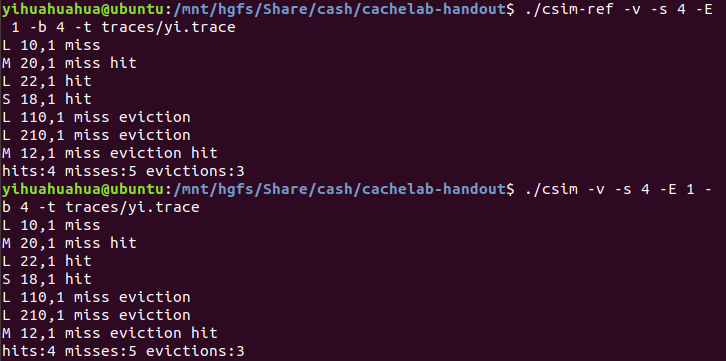 yihuahuahua@ubuntu:/mnt/hgfs/Share/cash/cachelab-handout$ ./csim-ref -v -s 4 -E
 1 -b 4 -t traces/yi.trace
L 10,1 miss
M 20,1 miss hit
L 22,1 hit
S 18,1 hit
L 110,1 miss eviction
L 210,1 miss eviction
M 12,1 miss eviction hit
hits:4 misses:5 evictions:3
yihuahuahua@ubuntu:/mnt/hgfs/Share/cash/cachelab-handout$ ./csim -v -s 4 -E 1 -
b 4 -t traces/yi.trace
L 10,1 miss
M 20,1 miss hit
L 22,1 hit
S 18,1 hit
L 110,1 miss eviction
L 210,1 miss eviction
M 12,1 miss eviction hit
hits:4 misses:5 evictions:3